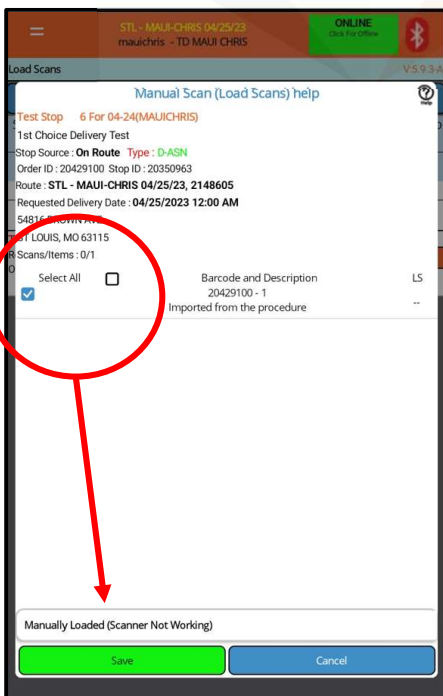 STL - MAUI-CHRIS 04/25/23
mauichris - TD MAUI CHRIS
ONLINE
Click For Offline
Load Scans
V:5.9.3-A
Manual Scan (Load Scans) help
Help
Test Stop 6 For 04-24(MAUICHRIS)
1st Choice Delivery Test
Stop Source : On Route Type : D-ASN
Order ID : 20429100 Stop ID : 20350963
Route : STL - MAUI-CHRIS 04/25/23, 2148605
Requested Delivery Date : 04/25/2023 12:00 AM
54816 BROWN AVE
ST LOUIS, MO 63115
Scans/Items : 0/1
Select All
Barcode and Description
LS
20429100 - 1
Imported from the procedure
--
Manually Loaded (Scanner Not Working)
Save
Cancel